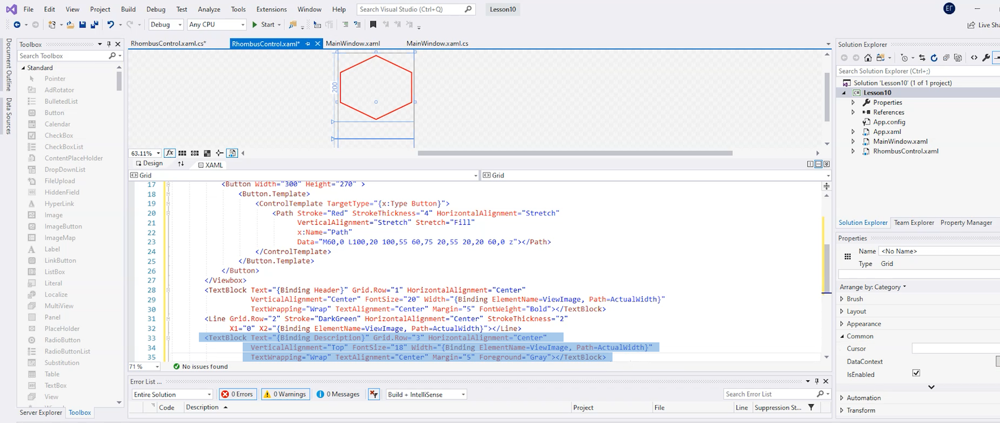 File Edit View Project Build Debug Test Analyze Tools Extensions Window Help Search Visual Studio (Ctrl+Q) Lesson10 ЕГ
Debug Any CPU Start Live Sha
Document Outline
Data Sources
Toolbox
Search Toolbox
Standard
Pointer
AdRotator
BulletedList
Button
Calendar
CheckBox
CheckBoxList
ContentPlaceHolder
DropDownList
FileUpload
HiddenField
HyperLink
Image
ImageButton
ImageMap
Label
LinkButton
ListBox
Literal
Localize
MultiView
Panel
PlaceHolder
RadioButton
RadioButtonList
Substitution
Table
TextBox
View
Server Explorer Toolbox
RhombusControl.xaml.cs* RhombusControl.xaml* MainWindow.xaml MainWindow.xaml.cs
200
63.11% fx
Design XAML
Grid Grid
17 <Button Width="300" Height="270" >
18 <Button.Template>
19 <ControlTemplate TargetType="{x:Type Button}">
20 <Path Stroke="Red" StrokeThickness="4" HorizontalAlignment="Stretch"
21 VerticalAlignment="Stretch" Stretch="Fill"
22 x:Name="Path"
23 Data="M60,0 L100,20 100,55 60,75 20,55 20,20 60,0 z"></Path>
24 </ControlTemplate>
25 </Button.Template>
26 </Button>
27 </Viewbox>
28 <TextBlock Text="{Binding Header}" Grid.Row="1" HorizontalAlignment="Center"
29 VerticalAlignment="Center" FontSize="20" Width="{Binding ElementName=ViewImage, Path=ActualWidth}"
30 TextWrapping="Wrap" TextAlignment="Center" Margin="5" FontWeight="Bold"></TextBlock>
31 <Line Grid.Row="2" Stroke="DarkGreen" HorizontalAlignment="Center" StrokeThickness="2"
32 X1="0" X2="{Binding ElementName=ViewImage, Path=ActualWidth}"></Line>
33 <TextBlock Text="{Binding Description}" Grid.Row="3" HorizontalAlignment="Center"
34 VerticalAlignment="Top" FontSize="18" Width="{Binding ElementName=ViewImage, Path=ActualWidth}"
35 TextWrapping="Wrap" TextAlignment="Center" Margin="5" Foreground="Gray"></TextBlock>
71 % No issues found
Error List ...
Entire Solution 0 Errors 0 Warnings 0 Messages Build + IntelliSense Search Error List
Code Description Project File Line Suppression St...
Solution Explorer
Search Solution Explorer (Ctrl+;)
Solution 'Lesson10' (1 of 1 project)
C# Lesson10
Properties
References
App.config
App.xaml
MainWindow.xaml
RhombusControl.xaml
Solution Explorer Team Explorer Property Manager
Properties
Name <No Name>
Type Grid
Arrange by: Category
Brush
Layout
Appearance
Common
Cursor
DataContext
IsEnabled
Automation
Transform